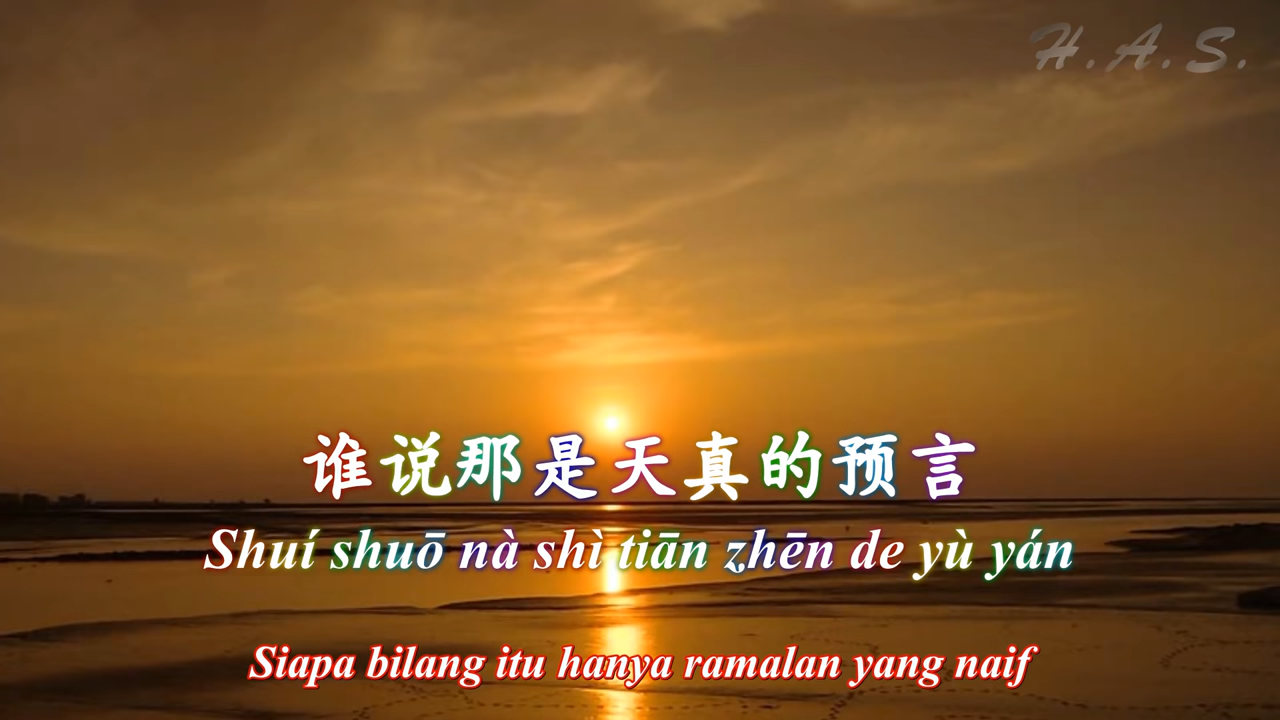 H.A.S.
谁说那是天真的预言
Shuí shuō nà shì tiān zhēn de yù yán
Siapa bilang itu hanya ramalan yang naif